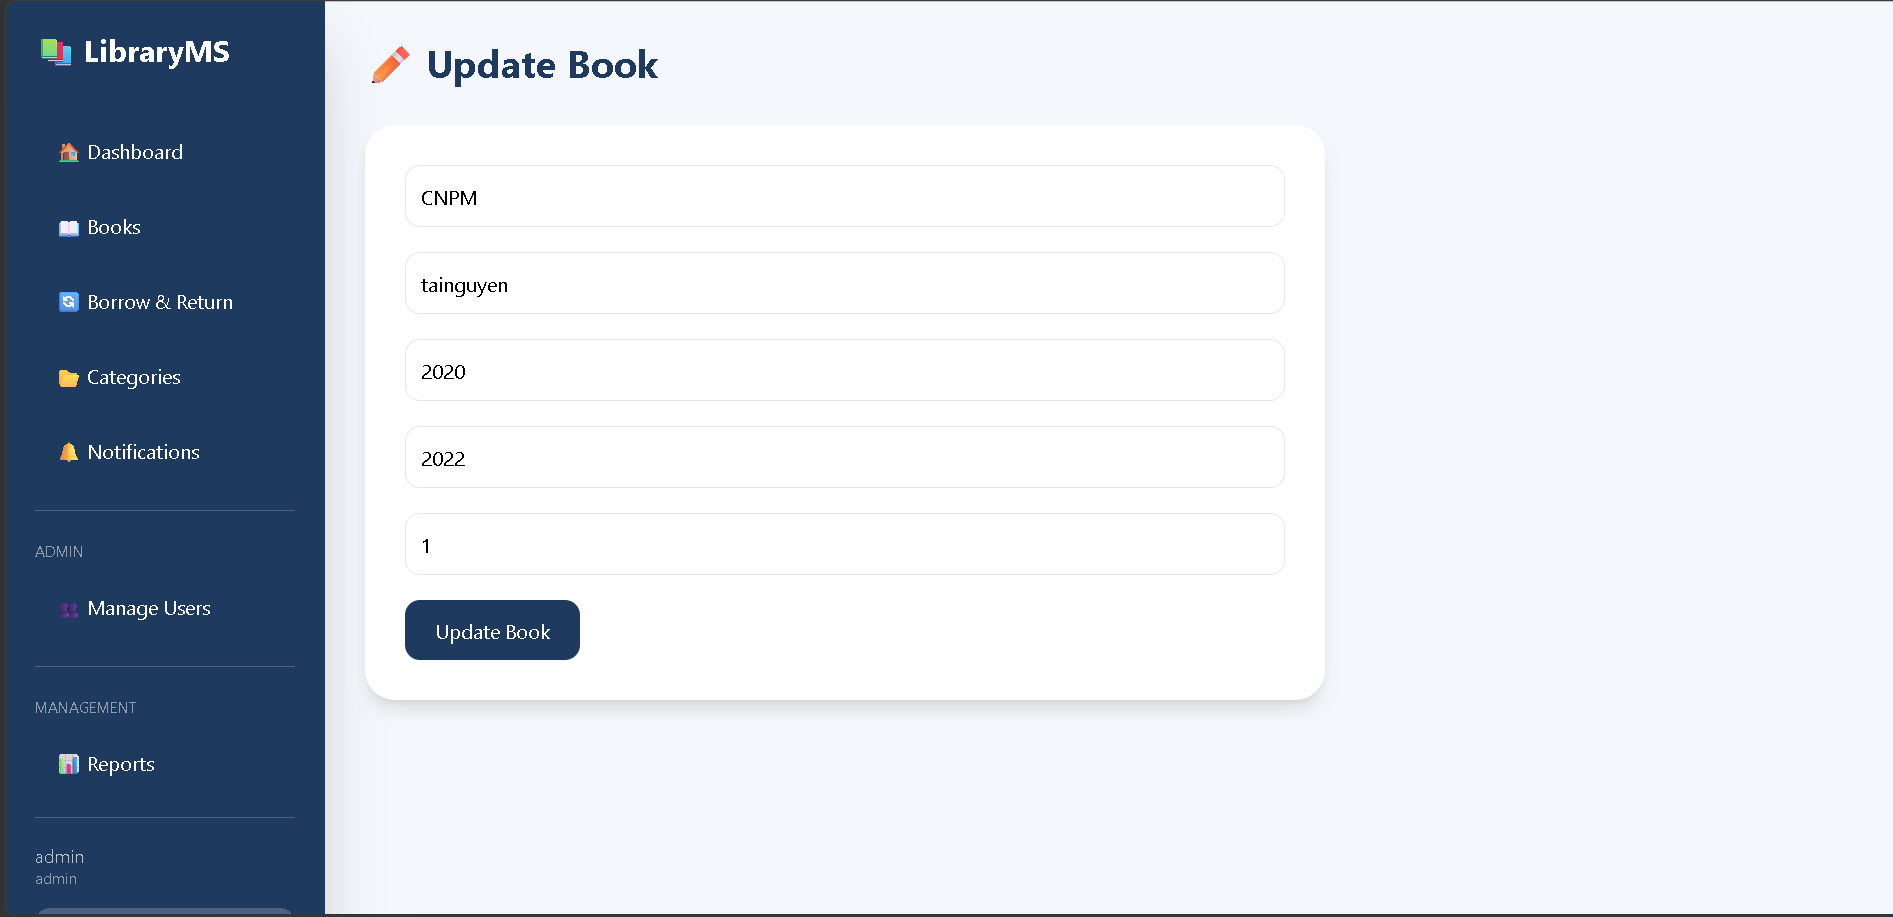 LibraryMS
Dashboard
Books
Borrow & Return
Categories
Notifications
ADMIN
Manage Users
MANAGEMENT
Reports
admin
admin
Update Book
CNPM
tainguyen
2020
2022
1
Update Book